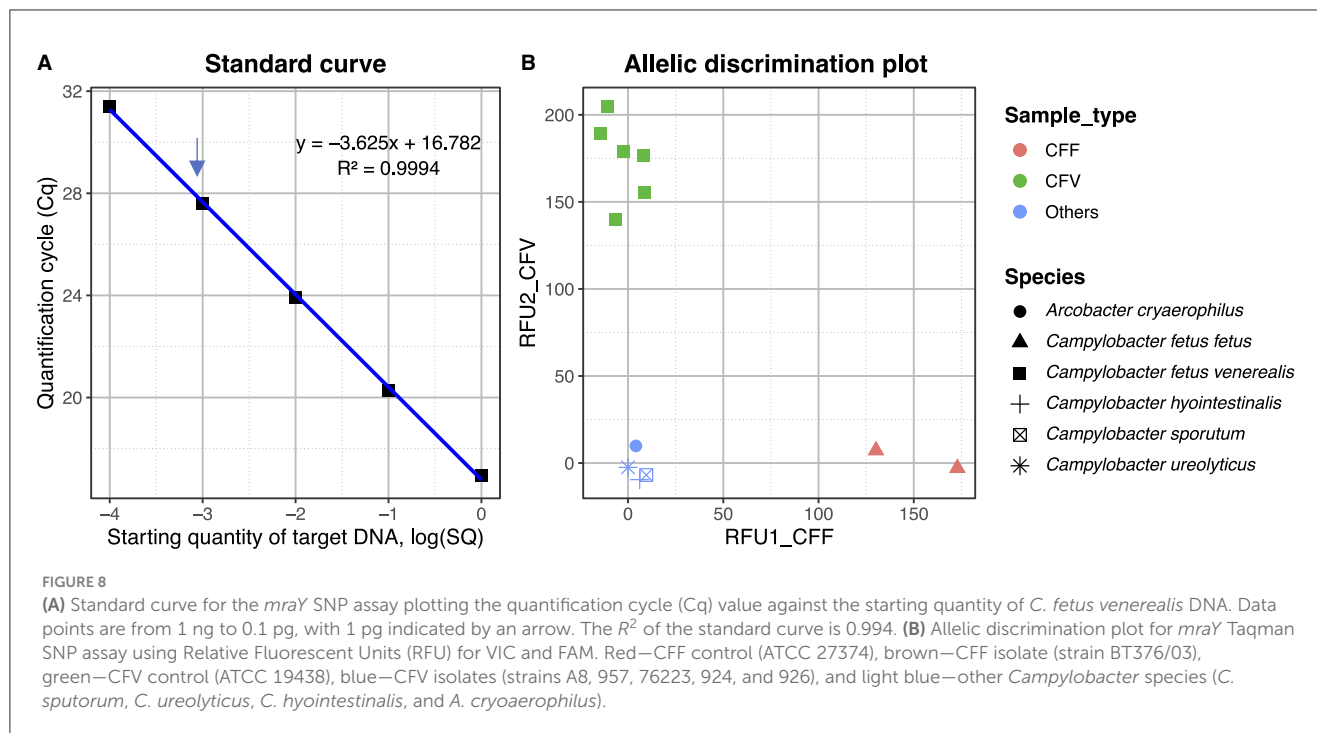 A
Standard curve
32
28
24
20
Quantification cycle (Cq)
y = −3.625x + 16.782
R² = 0.9994
−4
−3
−2
−1
0
Starting quantity of target DNA, log(SQ)
B
Allelic discrimination plot
200
150
100
50
0
RFU2_CFV
0
50
100
150
RFU1_CFF
Sample_type
CFF
CFV
Others
Species
Arcobacter cryaerophilus
Campylobacter fetus fetus
Campylobacter fetus venerealis
Campylobacter hyointestinalis
Campylobacter sporutum
Campylobacter ureolyticus
FIGURE 8
(A) Standard curve for the mraY SNP assay plotting the quantification cycle (Cq) value against the starting quantity of C. fetus venerealis DNA. Data
points are from 1 ng to 0.1 pg, with 1 pg indicated by an arrow. The R² of the standard curve is 0.994. (B) Allelic discrimination plot for mraY Taqman
SNP assay using Relative Fluorescent Units (RFU) for VIC and FAM. Red—CFF control (ATCC 27374), brown—CFF isolate (strain BT376/03),
green—CFV control (ATCC 19438), blue—CFV isolates (strains A8, 957, 76223, 924, and 926), and light blue—other Campylobacter species (C.
sputorum, C. ureolyticus, C. hyointestinalis, and A. cryoaerophilus).